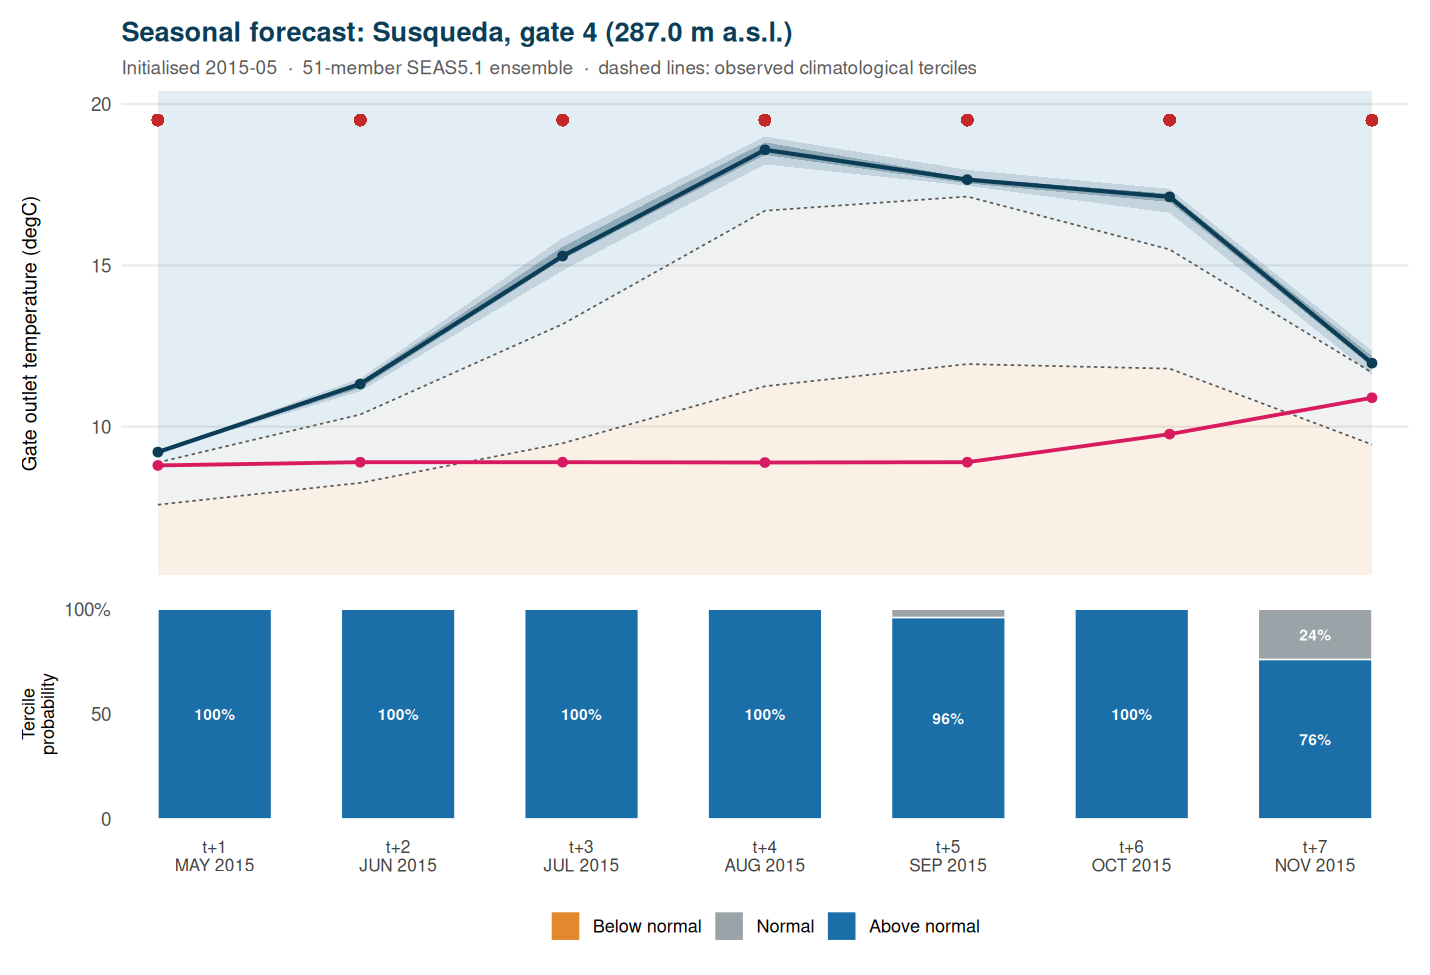 Seasonal forecast: Susqueda, gate 4 (287.0 m a.s.l.)
Initialised 2015-05 · 51-member SEAS5.1 ensemble · dashed lines: observed climatological terciles
Gate outlet temperature (degC)
20
15
10
Tercile
probability
100%
50
0
100%
100%
100%
100%
96%
100%
24%
76%
t+1
MAY 2015
t+2
JUN 2015
t+3
JUL 2015
t+4
AUG 2015
t+5
SEP 2015
t+6
OCT 2015
t+7
NOV 2015
Below normal
Normal
Above normal